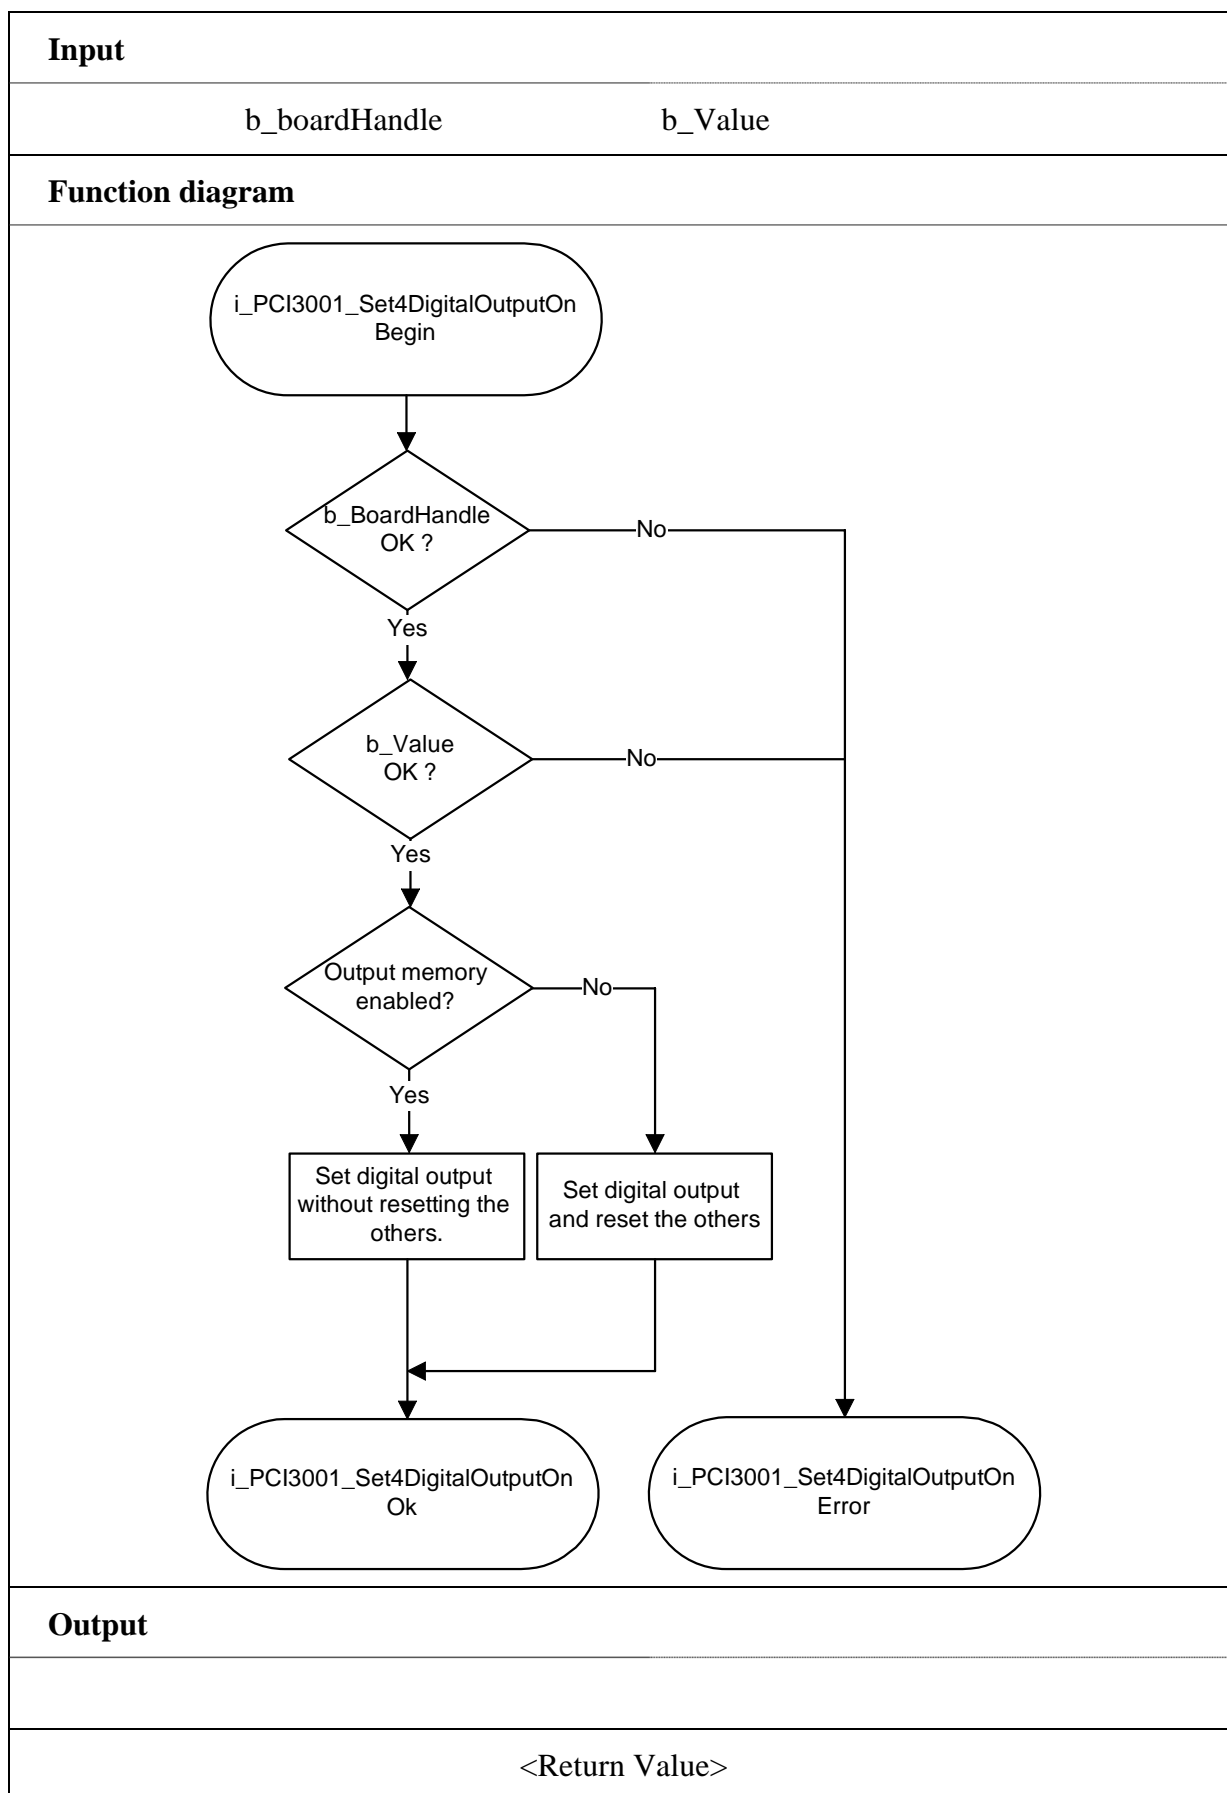 Input
b_boardHandle b_Value
Function diagram
i_PCI3001_Set4DigitalOutputOn
Begin
b_BoardHandle
OK ?
No
Yes
b_Value
OK ?
No
Yes
Output memory
enabled?
No
Yes
Set digital output
without resetting the
others.
Set digital output
and reset the others
i_PCI3001_Set4DigitalOutputOn
Ok
i_PCI3001_Set4DigitalOutputOn
Error
Output
<Return Value>